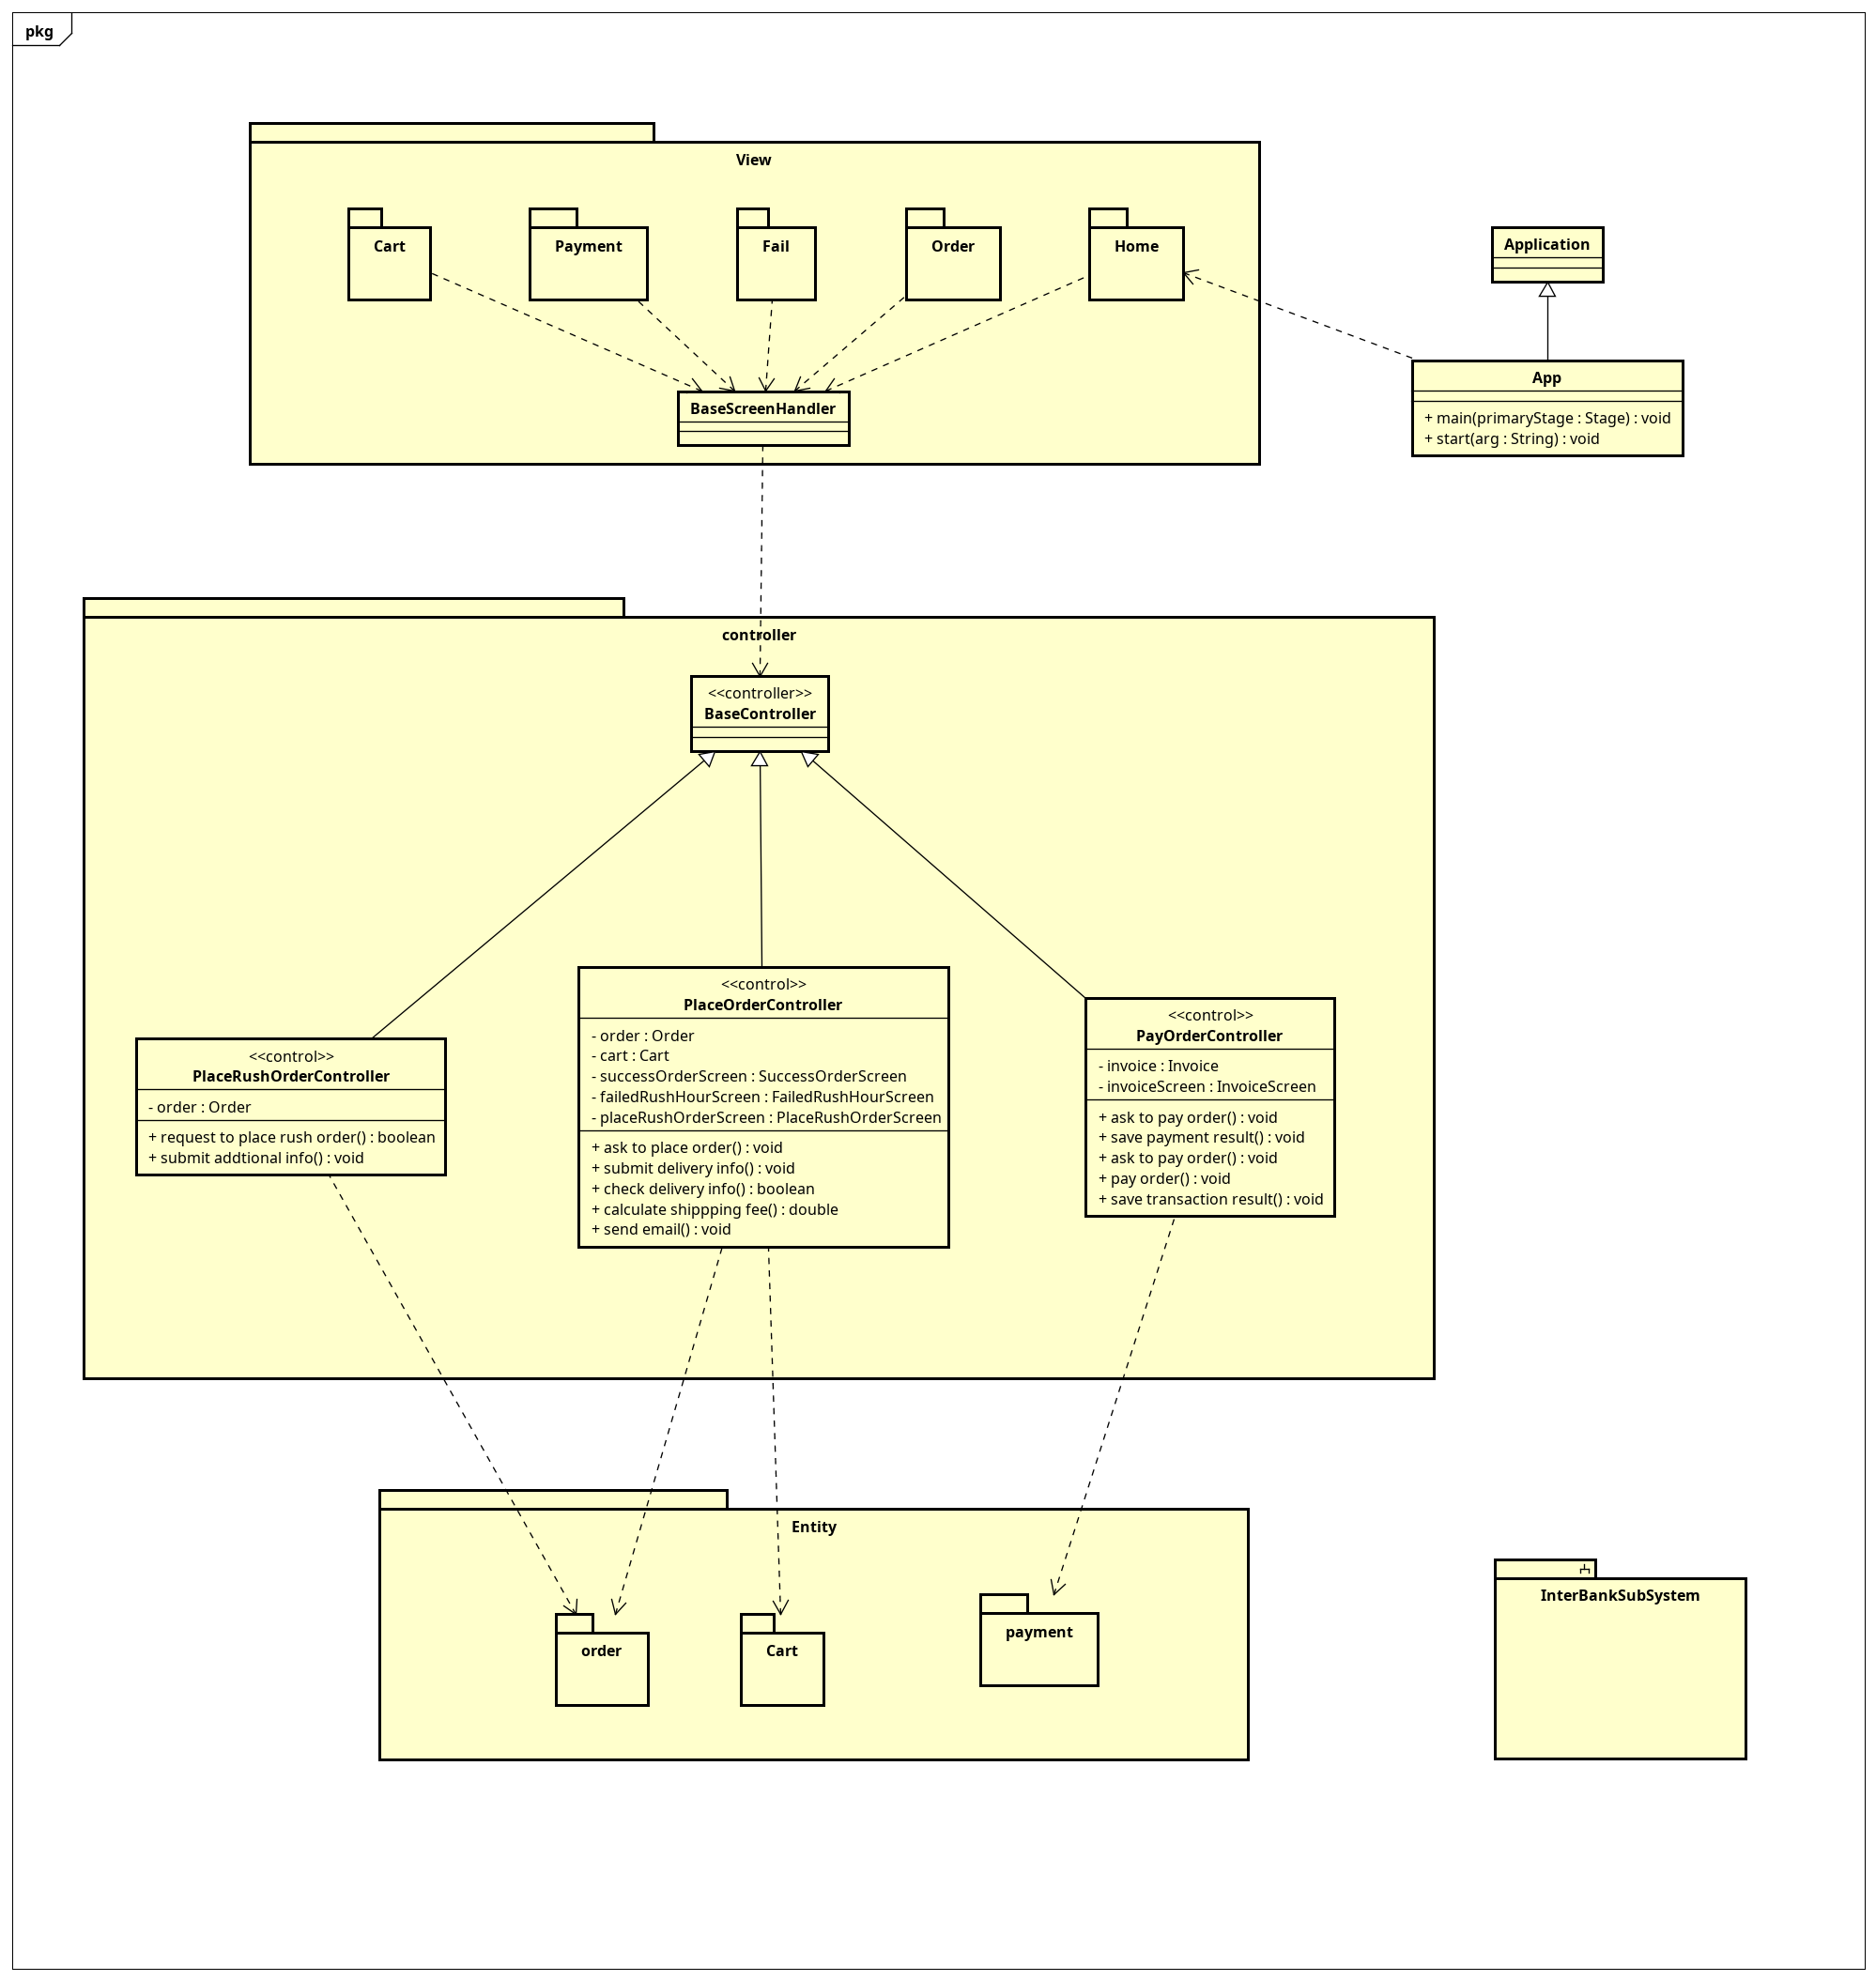 pkg
View
Cart
Payment
Fail
Order
Home
Application
BaseScreenHandler
App
+ main(primaryStage : Stage) : void
+ start(arg : String) : void
controller
<<controller>>
BaseController
<<control>>
PlaceRushOrderController
- order : Order
+ request to place rush order() : boolean
+ submit addtional info() : void
<<control>>
PlaceOrderController
- order : Order
- cart : Cart
- successOrderScreen : SuccessOrderScreen
- failedRushHourScreen : FailedRushHourScreen
- placeRushOrderScreen : PlaceRushOrderScreen
+ ask to place order() : void
+ submit delivery info() : void
+ check delivery info() : boolean
+ calculate shippping fee() : double
+ send email() : void
<<control>>
PayOrderController
- invoice : Invoice
- invoiceScreen : InvoiceScreen
+ ask to pay order() : void
+ save payment result() : void
+ ask to pay order() : void
+ pay order() : void
+ save transaction result() : void
Entity
order
Cart
payment
InterBankSubSystem